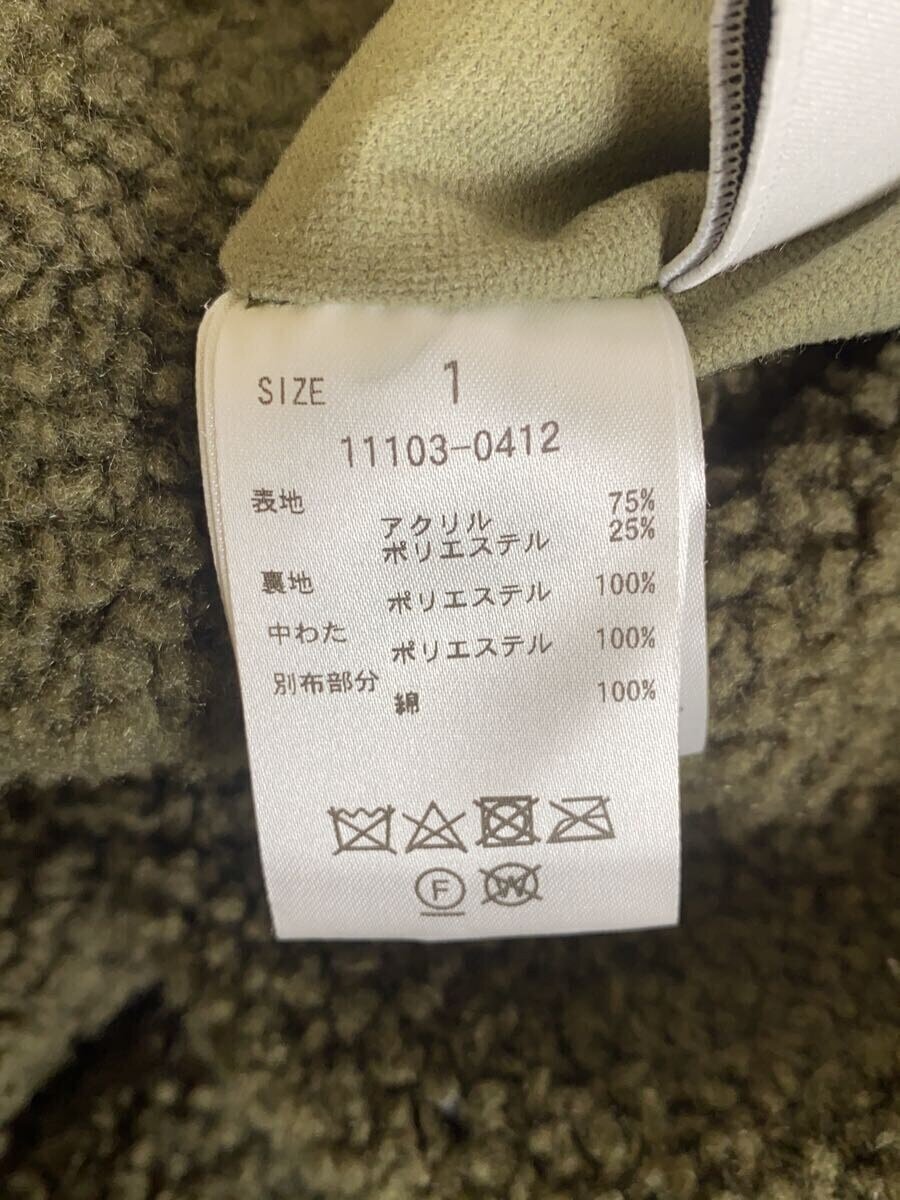 SIZE 1
11103-0412
表地
アクリル 75%
ポリエステル 25%
裏地
ポリエステル 100%
中わた
ポリエステル 100%
別布部分
綿 100%
F W